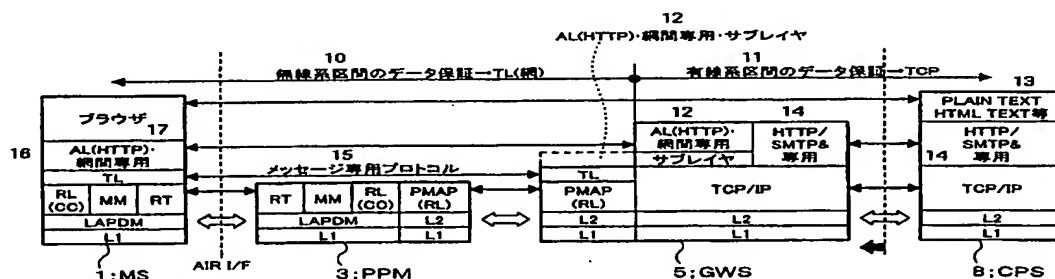 12
AL(HTTP)・網間専用・サブレイヤ
10
11
無線系区間のデータ保証→TL(網)
有線系区間のデータ保証→TCP
13
ブラウザ
17
16
AL(HTTP)・
網間専用
TL
RL
(CC)
MM
RT
LAPDM
L1
1;MS
AIR I/F
15
メッセージ専用プロトコル
RT
MM
RL
(CC)
PMAP
(RL)
LAPDM
L2
L1
L1
3;PPM
12
14
AL(HTTP)・
網間専用
サブレイヤ
HTTP/
SMTP&
専用
TL
PMAP
(RL)
TCP/IP
L2
L2
L1
L1
5;GWS
PLAIN TEXT
HTML TEXT等
HTTP/
SMTP&
専用
14
TCP/IP
L2
L1
8;CPS